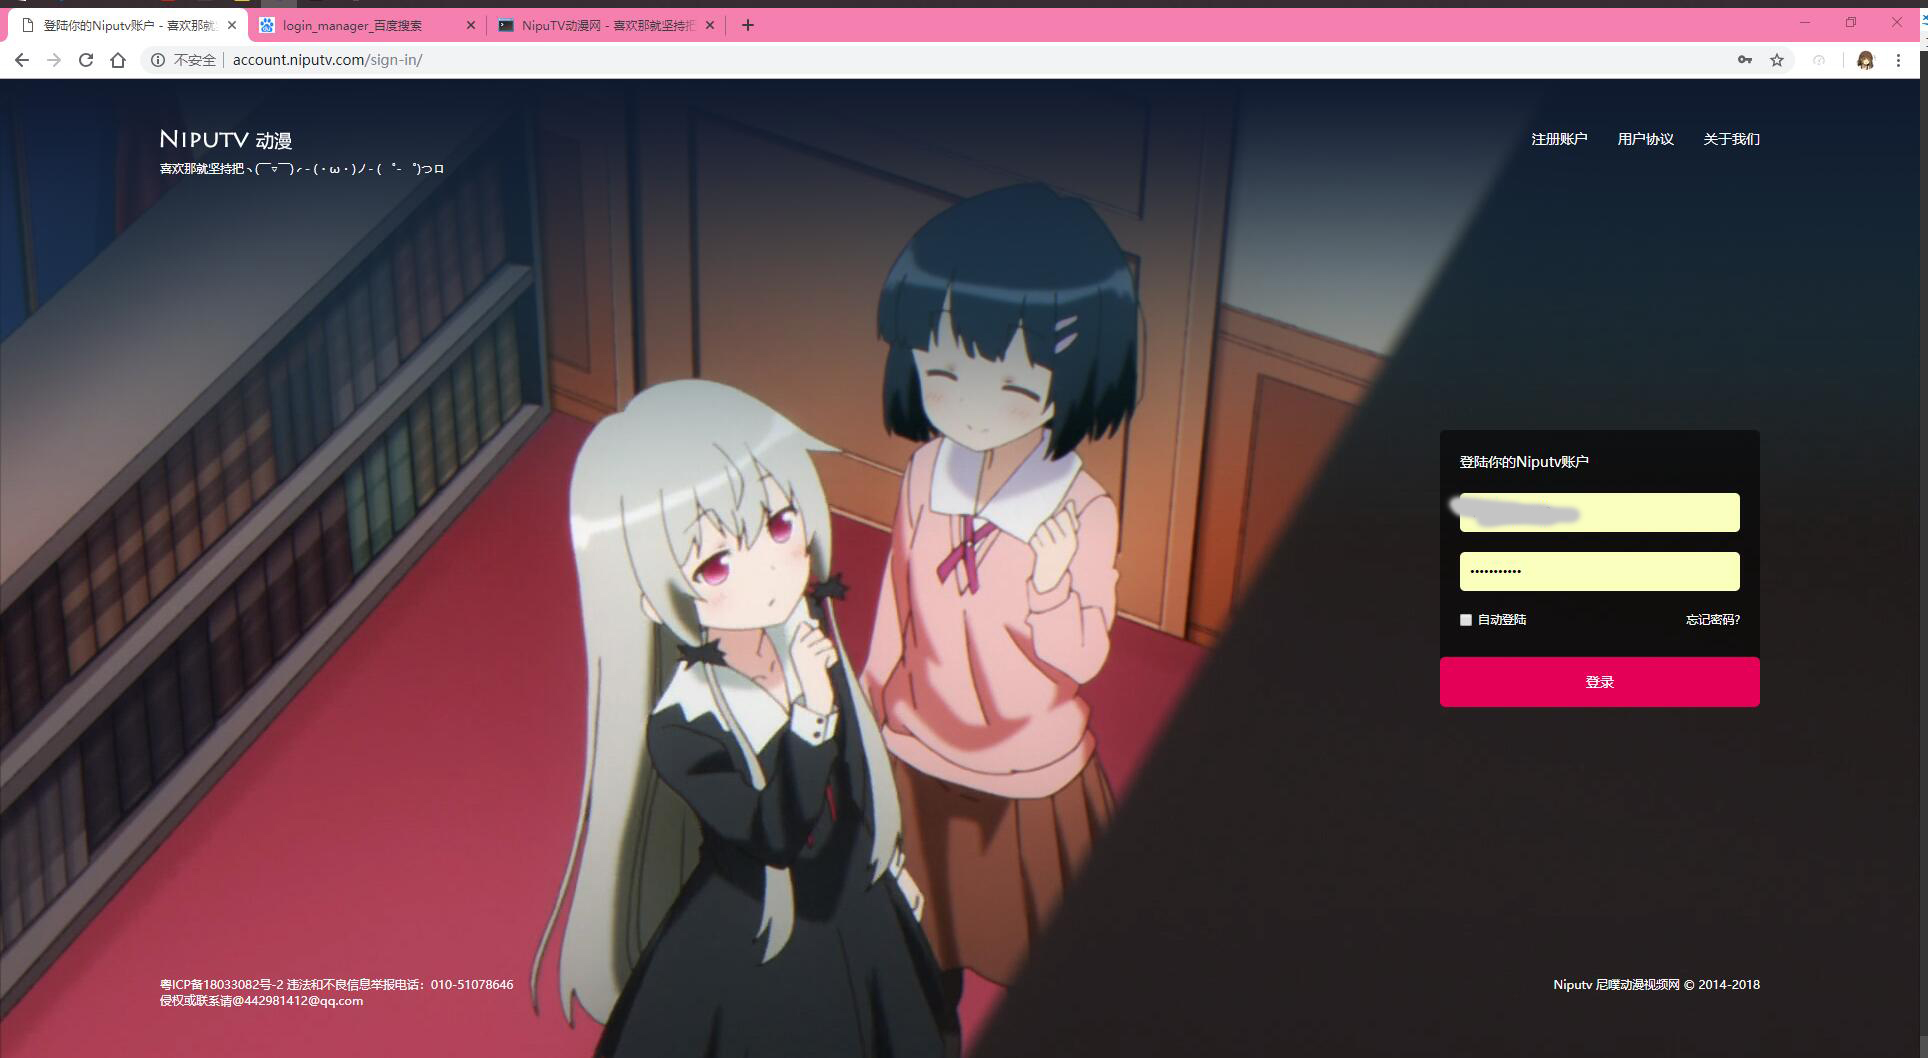 登陆你的Niputv账户 - 喜欢那就
login_manager_百度搜索
NipuTV动漫网 - 喜欢那就坚持把
不安全
account.niputv.com/sign-in/
NIPUTV 动漫
喜欢那就坚持把ヽ(￣▽￣)ノ- (・ω・)ノ- (゜-゜)つロ
注册账户
用户协议
关于我们
登陆你的Niputv账户
•••••••••••
自动登陆
忘记密码?
登录
粤ICP备18033082号-2 违法和不良信息举报电话：010-51078646
侵权或联系请@442981412@qq.com
Niputv 尼噗动漫视频网 © 2014-2018